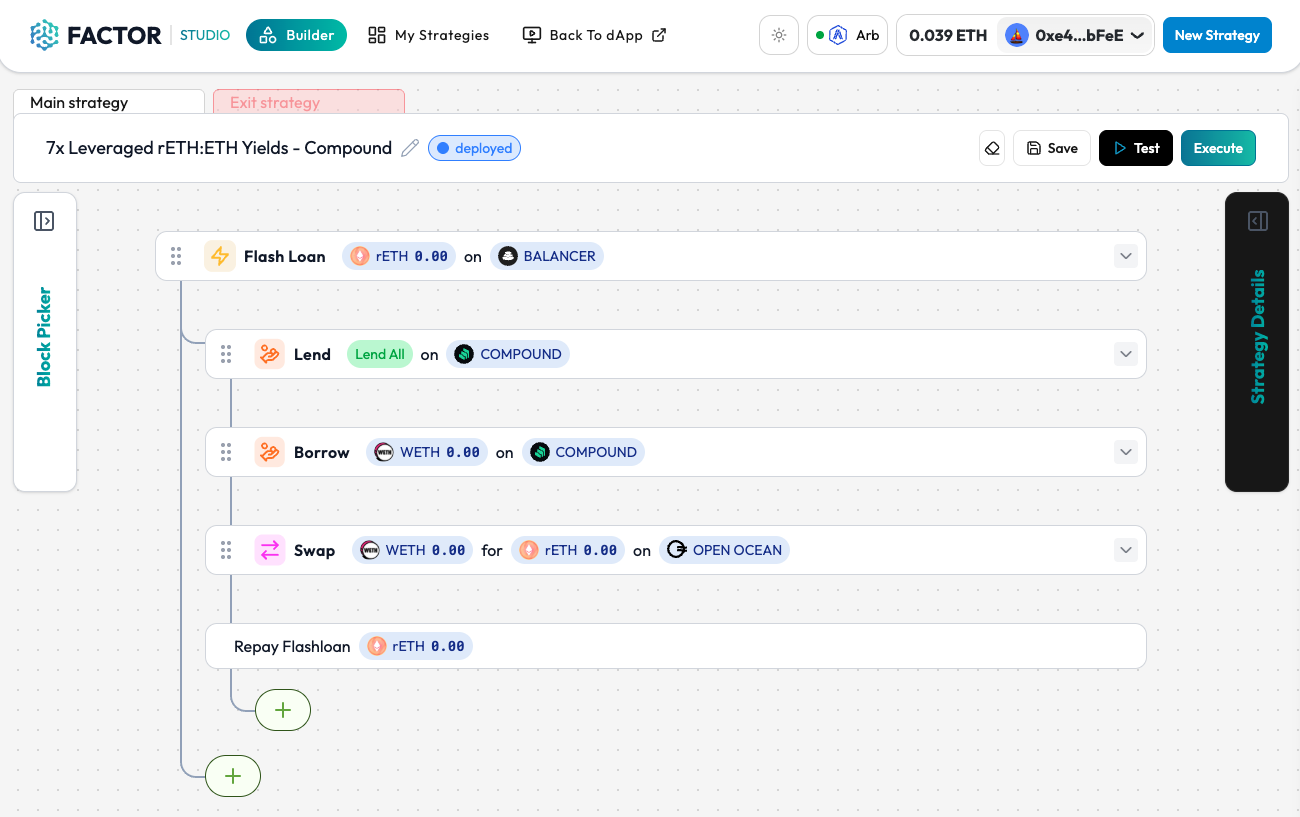 FACTOR STUDIO Builder My Strategies Back To dApp Arb 0.039 ETH 0xe4...bFeE New Strategy
Main strategy Exit strategy
7x Leveraged rETH:ETH Yields - Compound deployed Save Test Execute
Block Picker
Strategy Details
Flash Loan rETH 0.00 on BALANCER
Lend Lend All on COMPOUND
Borrow WETH WETH 0.00 on COMPOUND
Swap WETH WETH 0.00 for rETH 0.00 on OPEN OCEAN
Repay Flashloan rETH 0.00